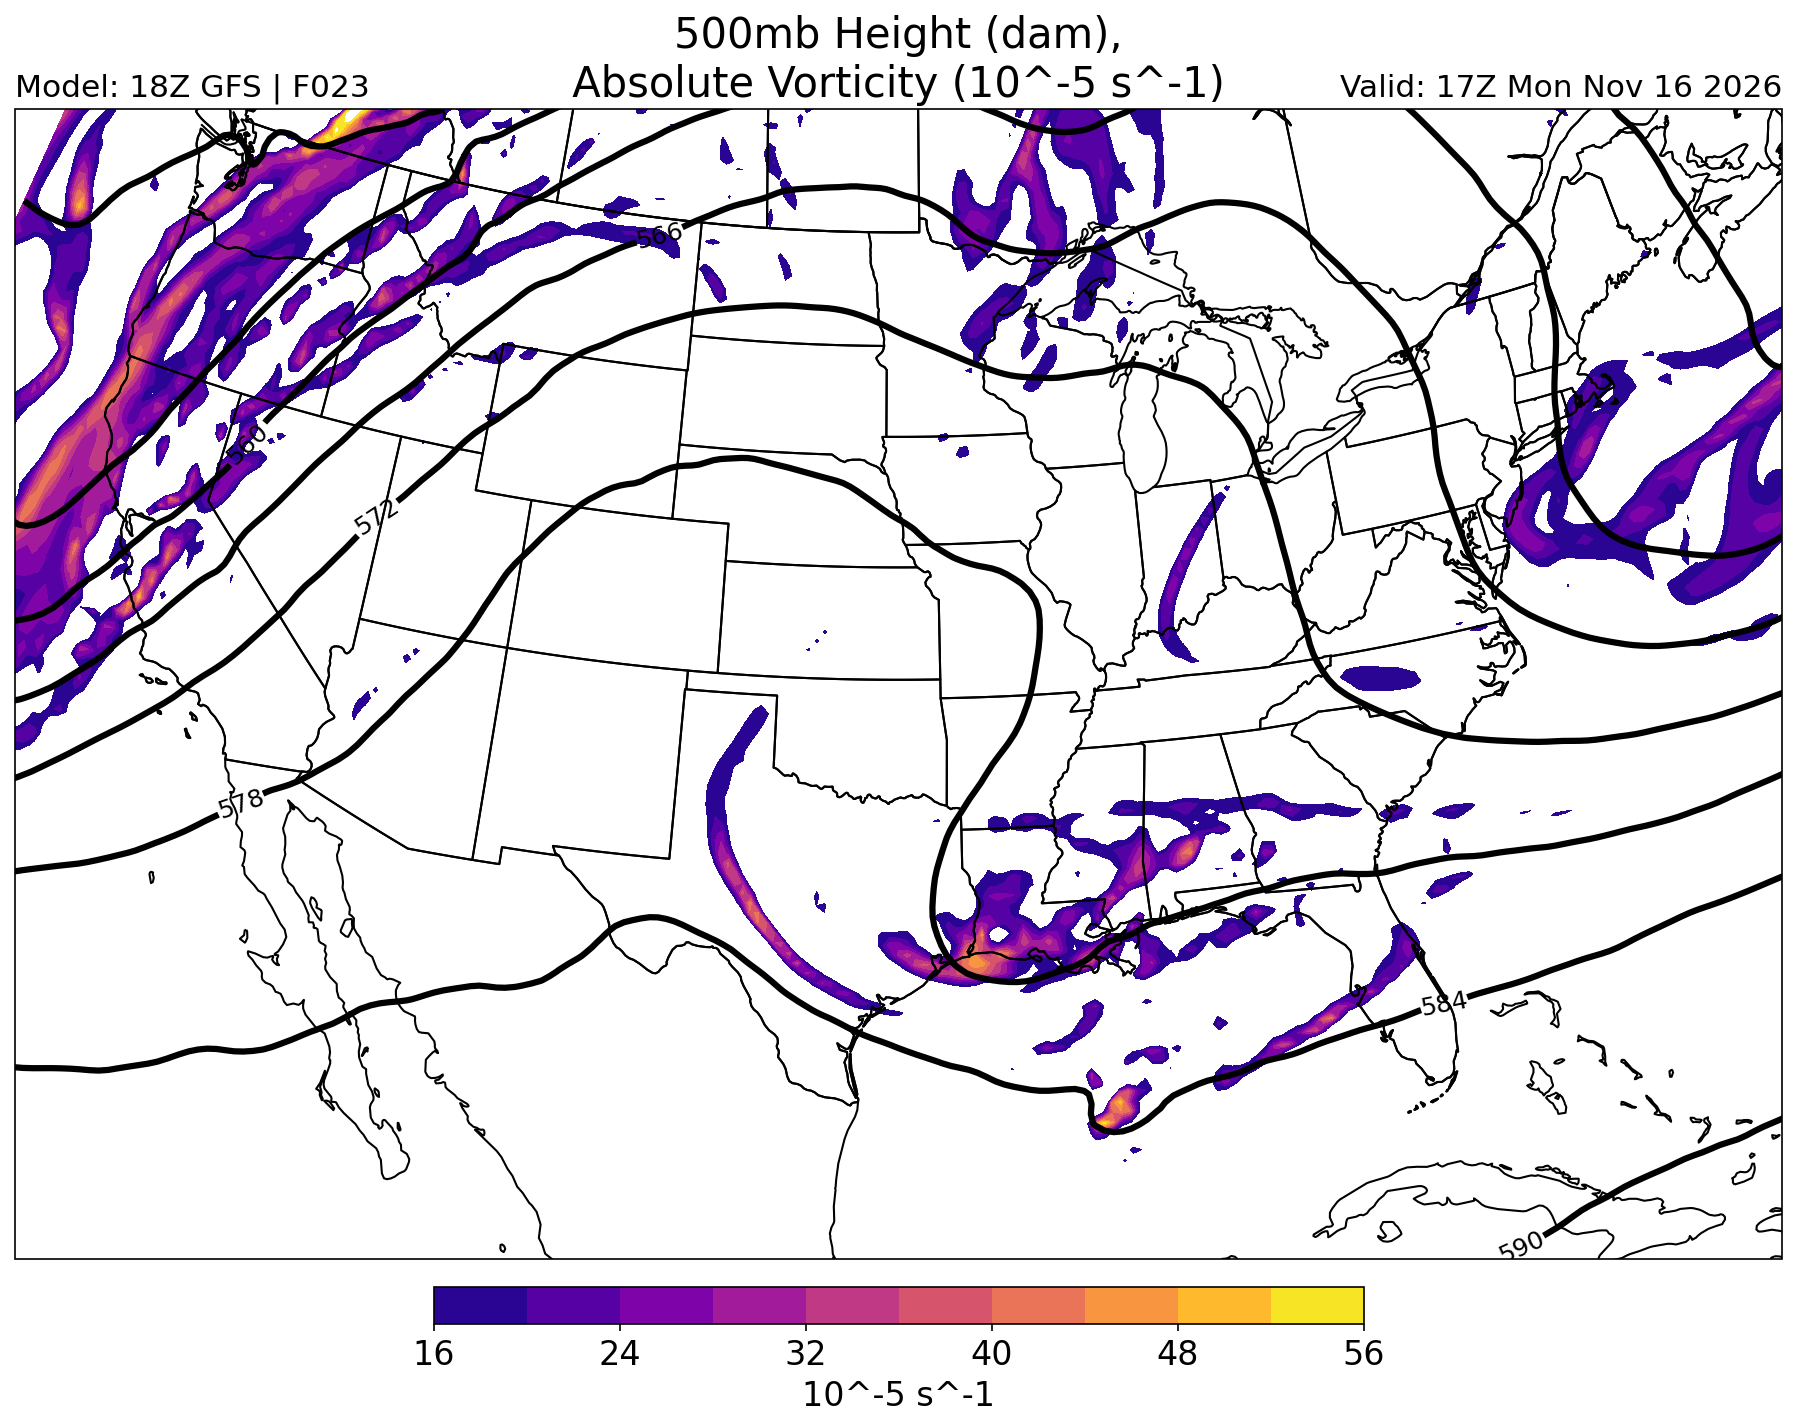 500mb Height (dam),
Model: 18Z GFS | F023
Absolute Vorticity (10^-5 s^-1)
Valid: 17Z Mon Nov 16 2026
566
560
572
578
584
590
16 24 32 40 48 56
10^-5 s^-1